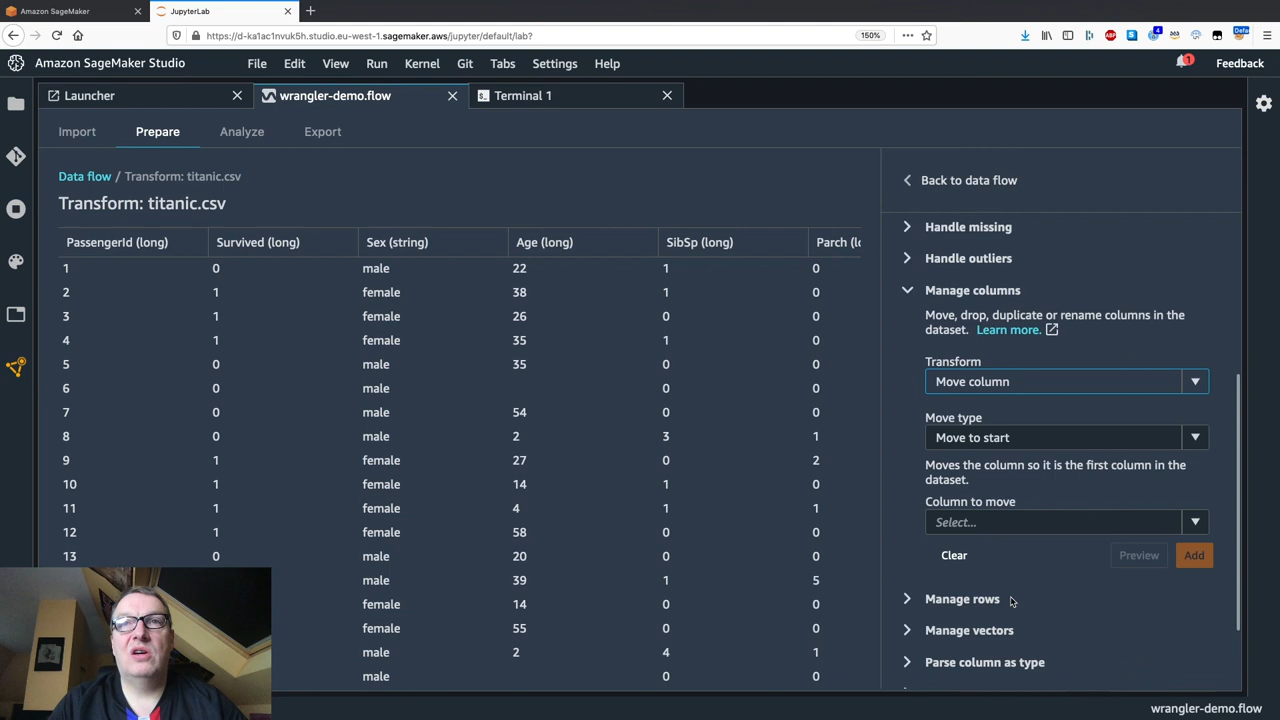 Amazon SageMaker
JupyterLab
https://d-ka1ac1nvuk5h.studio.eu-west-1.sagemaker.aws/jupyter/default/lab?
150%
ABP
4
Defa
Amazon SageMaker Studio
File Edit View Run Kernel Git Tabs Settings Help
1
Feedback
Launcher
wrangler-demo.flow
Terminal 1
Import Prepare Analyze Export
Data flow / Transform: titanic.csv
Transform: titanic.csv
PassengerId (long) Survived (long) Sex (string) Age (long) SibSp (long) Parch (lo
1 0 male 22 1 0
2 1 female 38 1 0
3 1 female 26 0 0
4 1 female 35 1 0
5 0 male 35 0 0
6 0 male 0 0
7 0 male 54 0 0
8 0 male 2 3 1
9 1 female 27 0 2
10 1 female 14 1 0
11 1 female 4 1 1
12 1 female 58 0 0
13 0 male 20 0 0
male 39 1 5
female 14 0 0
female 55 0 0
male 2 4 1
male 0 0
Back to data flow
Handle missing
Handle outliers
Manage columns
Move, drop, duplicate or rename columns in the
dataset. Learn more.
Transform
Move column
Move type
Move to start
Moves the column so it is the first column in the
dataset.
Column to move
Select...
Clear Preview Add
Manage rows
Manage vectors
Parse column as type
wrangler-demo.flow